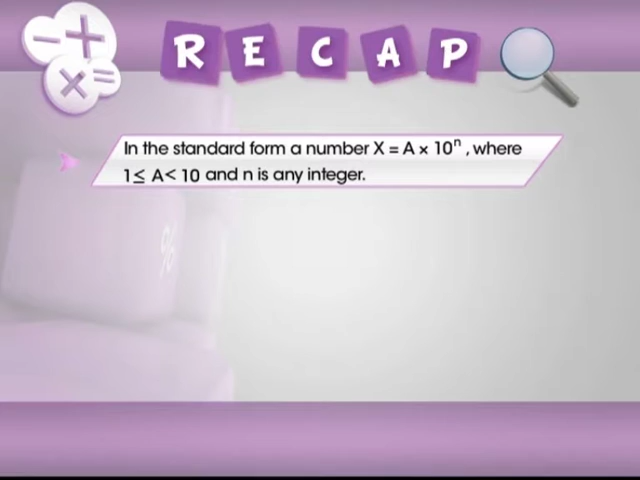 RECAP
In the standard form a number X = A × 10ⁿ , where
1 ≤ A < 10 and n is any integer.
%